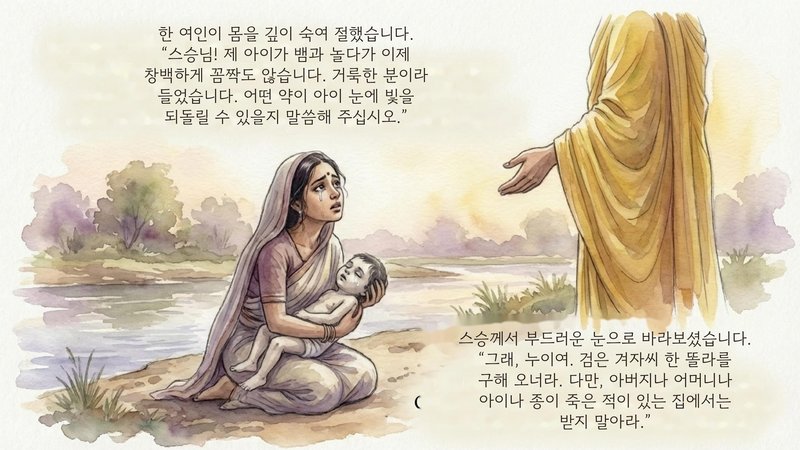 한 여인이 몸을 깊이 숙여 절했습니다.
“스승님! 제 아이가 뱀과 놀다가 이제
창백하게 꼼짝도 않습니다. 거룩한 분이라
들었습니다. 어떤 약이 아이 눈에 빛을
되돌릴 수 있을지 말씀해 주십시오.”
스승께서 부드러운 눈으로 바라보셨습니다.
“그래, 누이여. 검은 겨자씨 한 똘라를
구해 오너라. 다만, 아버지나 어머니나
아이나 종이 죽은 적이 있는 집에서는
받지 말아라.”